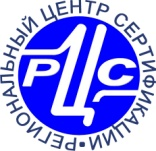 РЕГИОНАЛЬНЫЙ ЦЕНТР СЕРТИФИКАЦИИ
РЦС